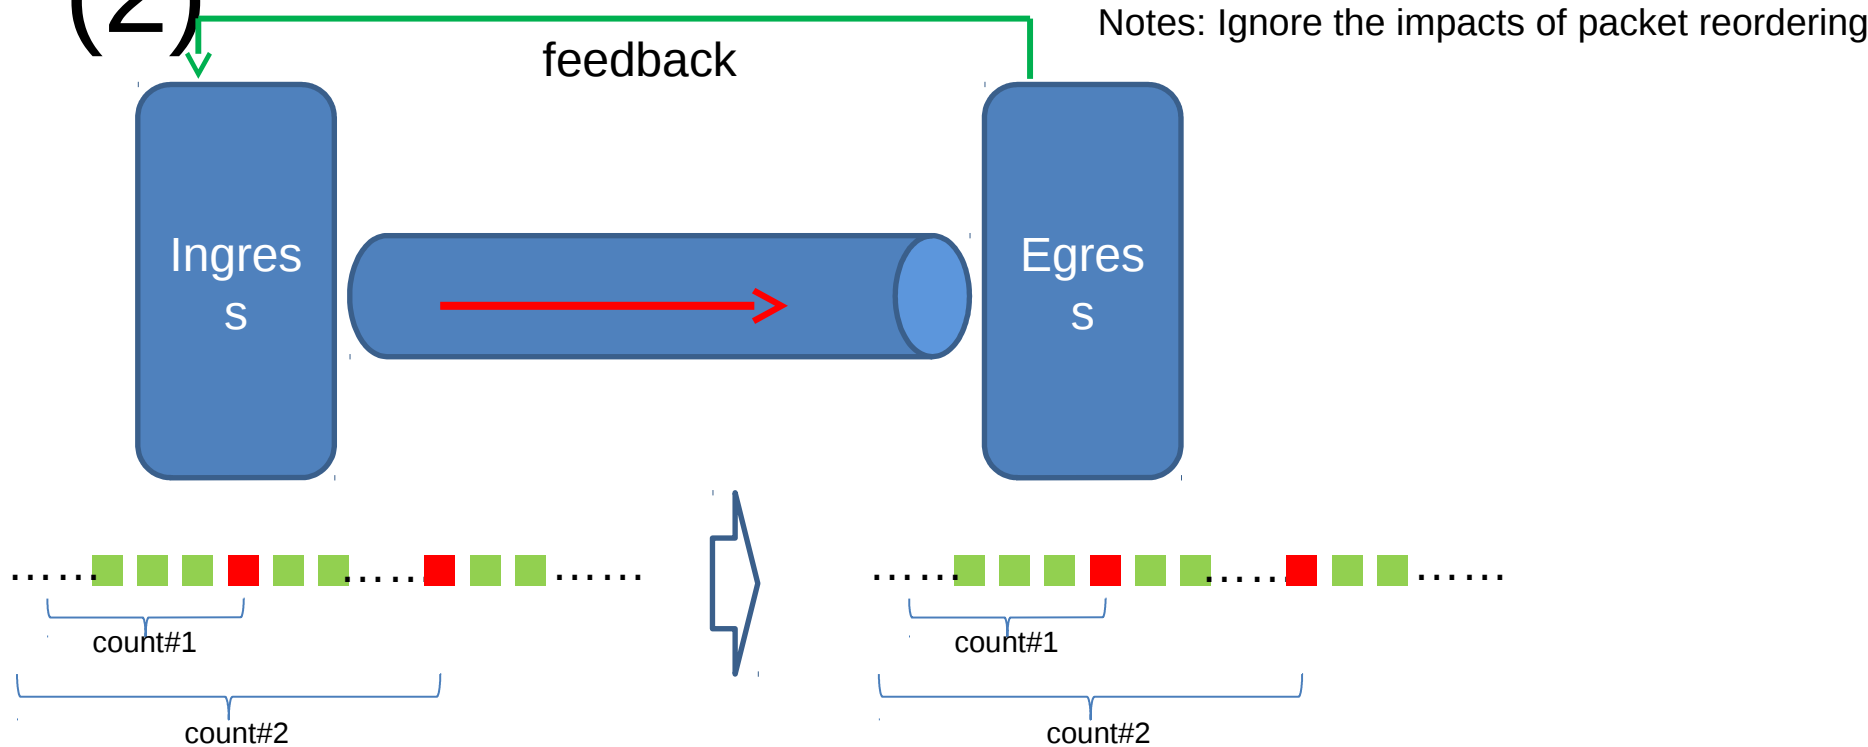 (2)
Notes: Ignore the impacts of packet reordering
feedback
Ingres
s
Egres
s
......
......
......
......
......
......
count#1
count#1
count#2
count#2